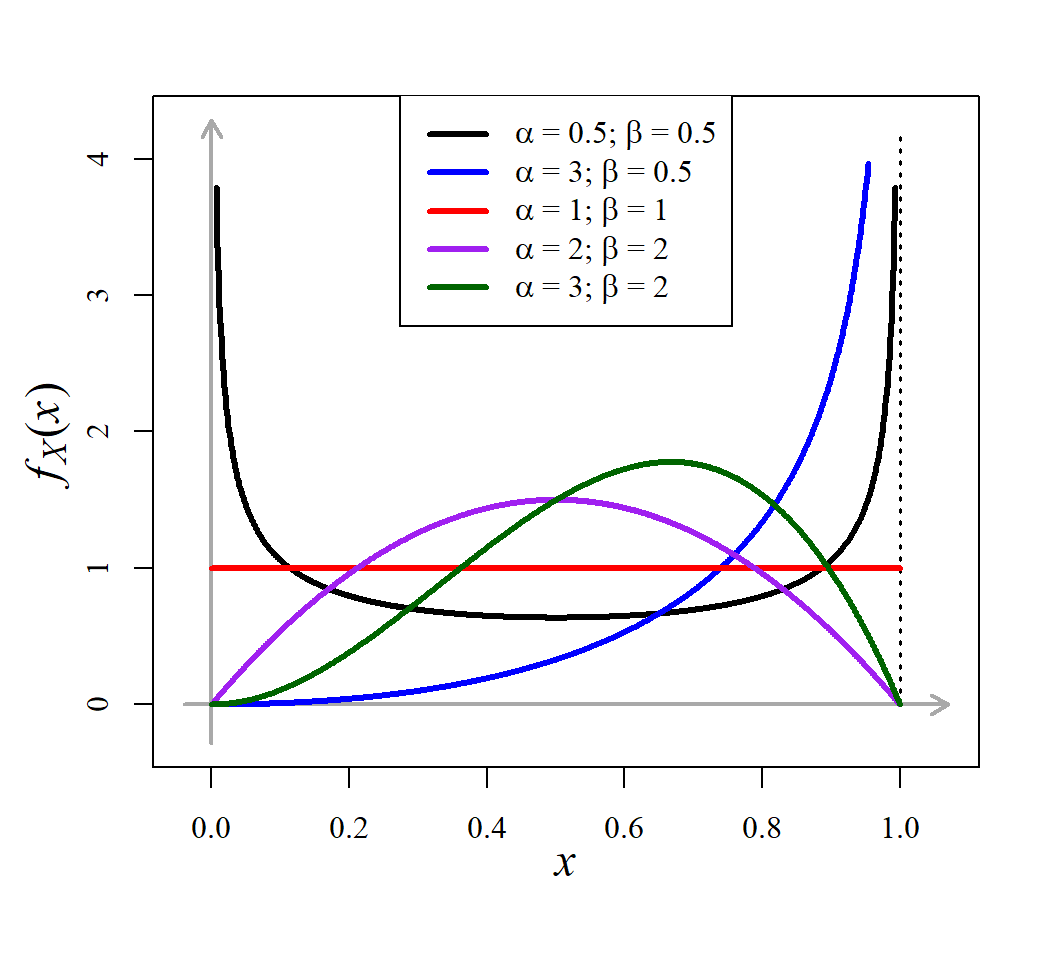 α = 0.5; β = 0.5
α = 3; β = 0.5
α = 1; β = 1
α = 2; β = 2
α = 3; β = 2
4
3
2
1
0
f_X(x)
0.0 0.2 0.4 0.6 0.8 1.0
x